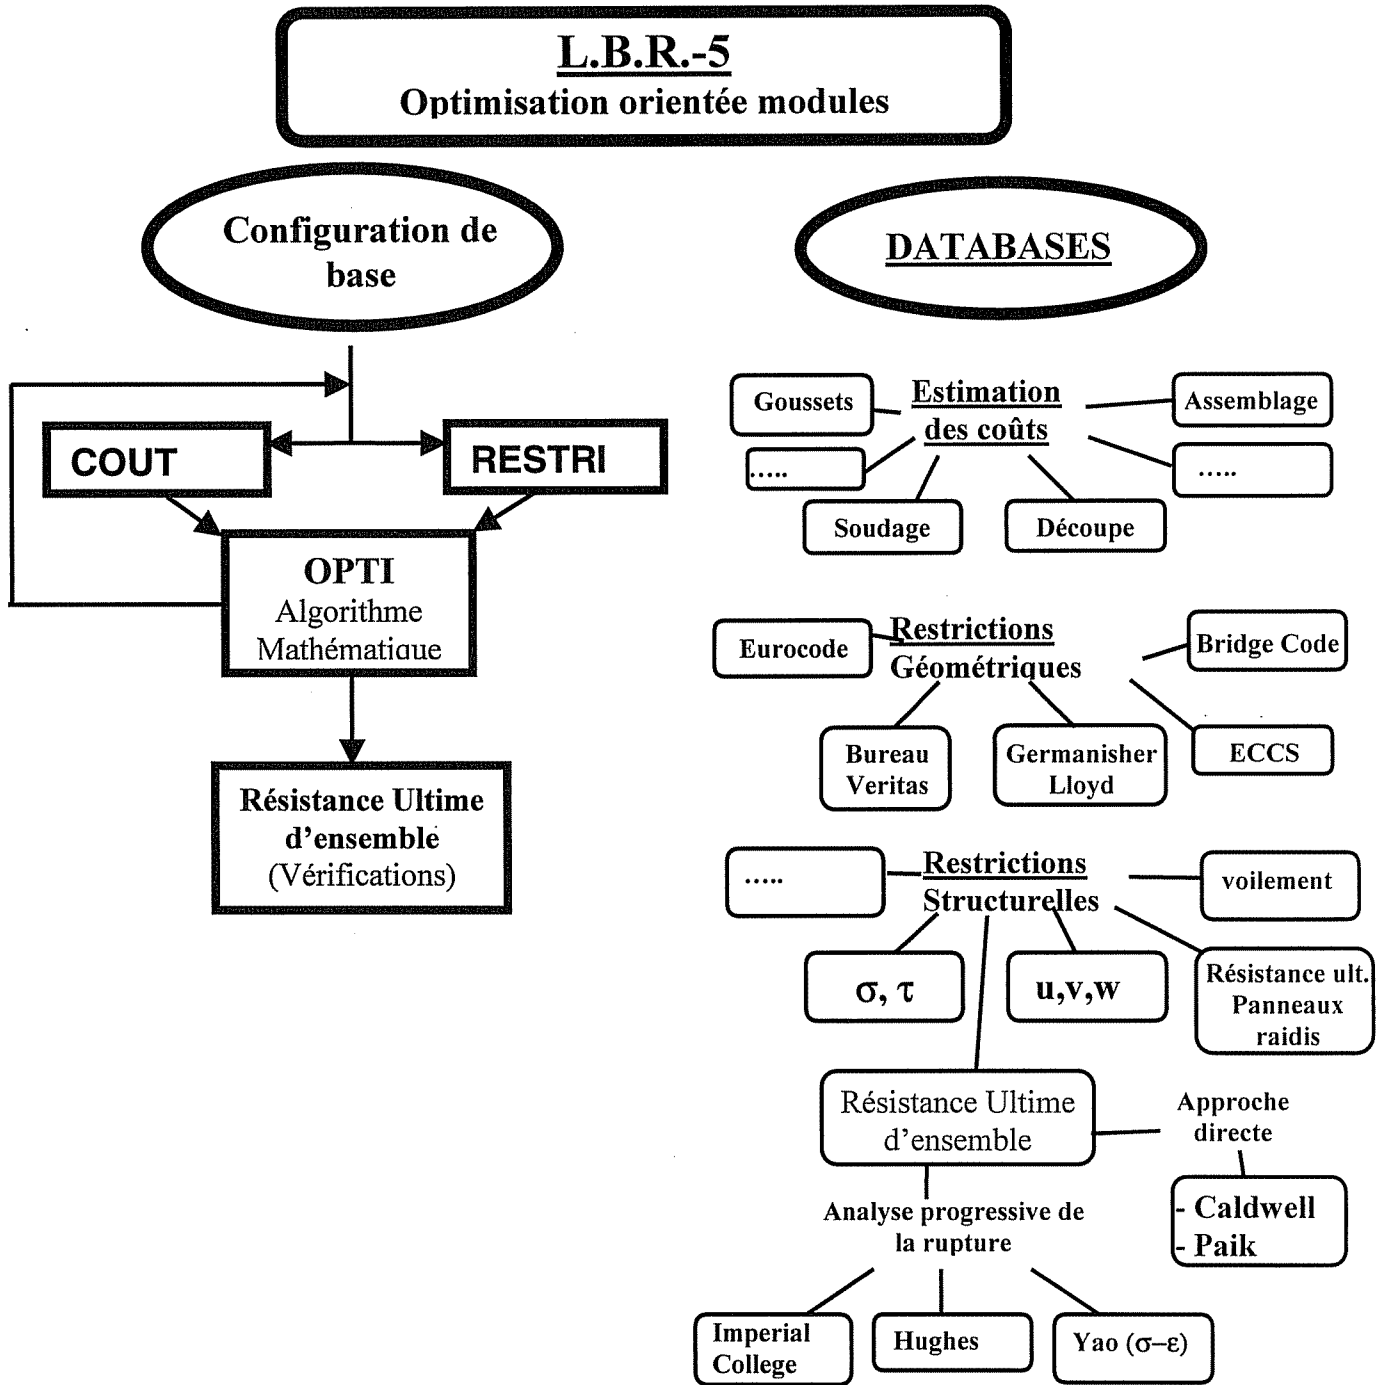 L.B.R.-5
Optimisation orientée modules
Configuration de
base
COUT
RESTRI
OPTI
Algorithme
Mathématique
Résistance Ultime
d'ensemble
(Vérifications)
DATABASES
Goussets
Estimation
des coûts
Assemblage
.....
.....
Soudage
Découpe
Eurocode
Restrictions
Géométriques
Bridge Code
Bureau
Veritas
Germanisher
Lloyd
ECCS
.....
Restrictions
Structurelles
voilement
σ, τ
u,v,w
Résistance ult.
Panneaux
raidis
Résistance Ultime
d'ensemble
Approche
directe
- Caldwell
- Paik
Analyse progressive de
la rupture
Imperial
College
Hughes
Yao (σ–ε)